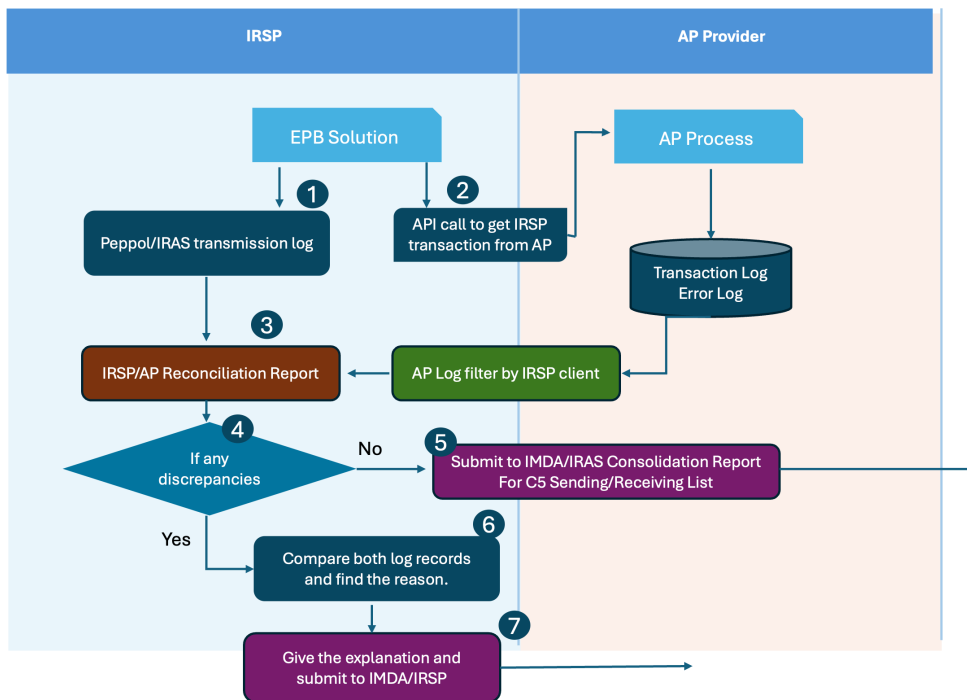 IRSP
AP Provider
EPB Solution
AP Process
1
2
Peppol/IRAS transmission log
API call to get IRSP
transaction from AP
Transaction Log
Error Log
3
IRSP/AP Reconciliation Report
AP Log filter by IRSP client
4
If any
discrepancies
No
5
Submit to IMDA/IRAS Consolidation Report
For C5 Sending/Receiving List
Yes
6
Compare both log records
and find the reason.
7
Give the explanation and
submit to IMDA/IRSP